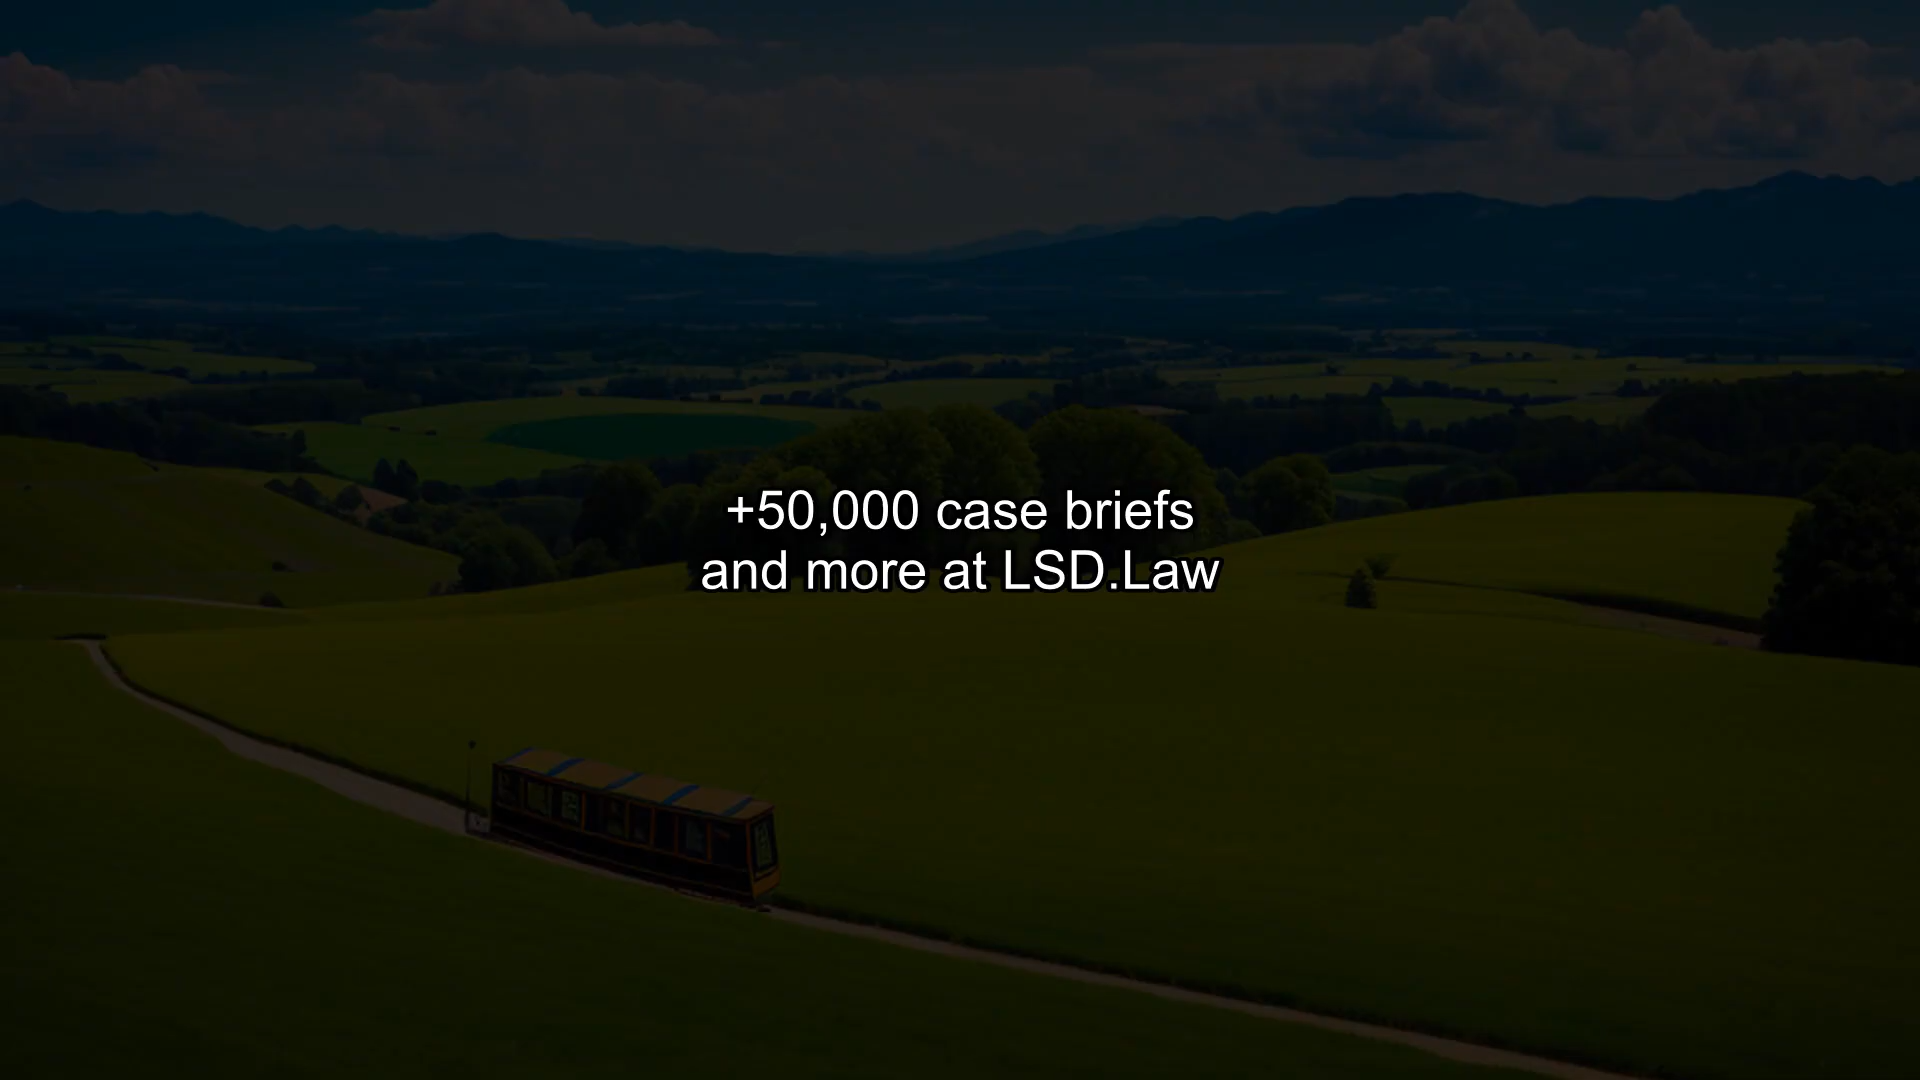 +50,000 case briefs
and more at LSD.Law